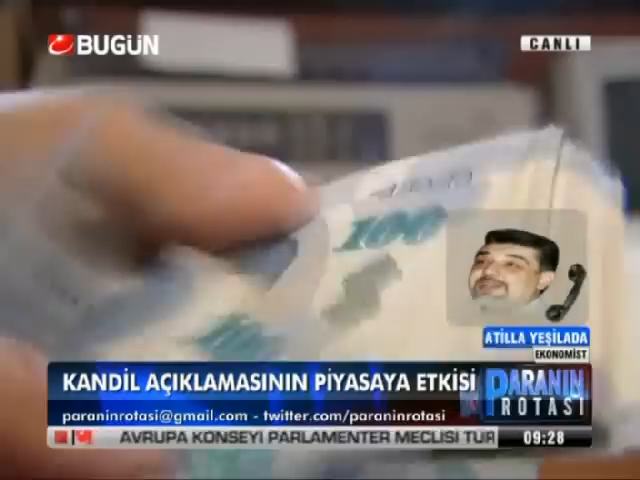 BUGÜN
CANLI
100
ATİLLA YEŞİLADA
EKONOMİST
KANDİL AÇIKLAMASININ PİYASAYA ETKİSİ
PARANIN ROTASI
paraninrotasi@gmail.com - twitter.com/paraninrotasi
AVRUPA KONSEYİ PARLAMENTER MECLİSİ TÜR
09:28